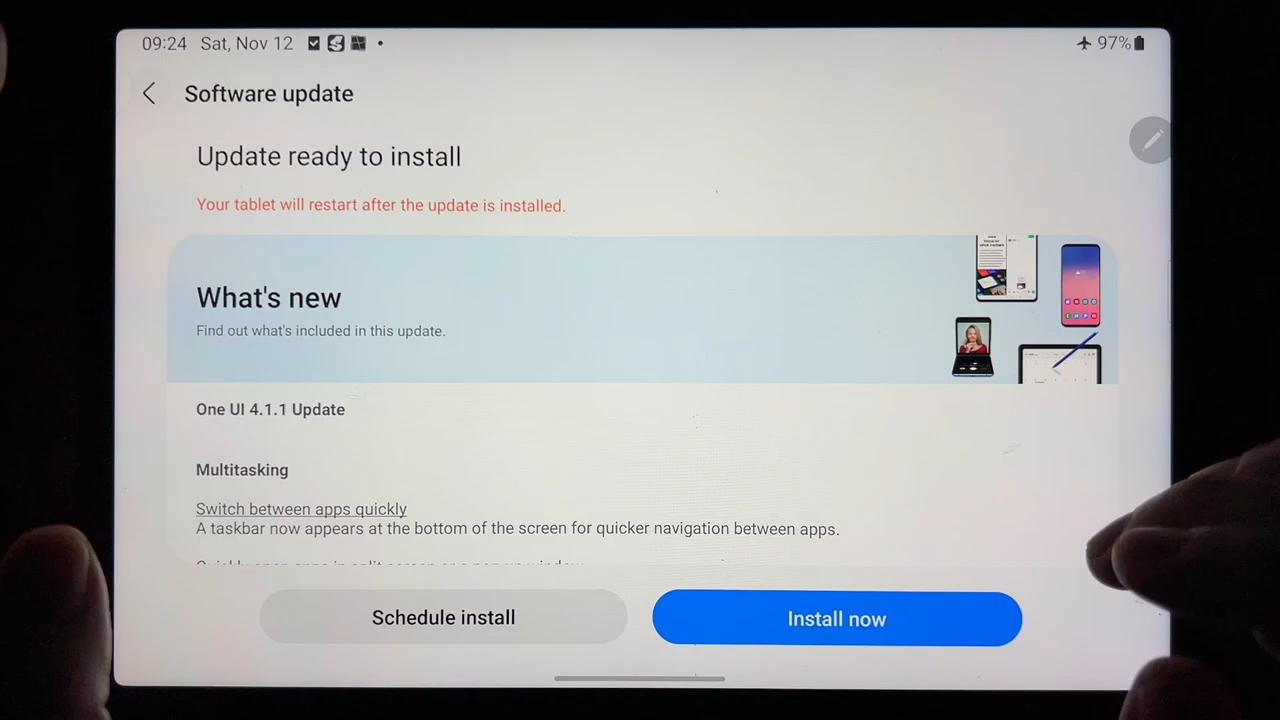 09:24 Sat, Nov 12
97%
Software update
Update ready to install
Your tablet will restart after the update is installed.
What's new
Find out what's included in this update.
One UI 4.1.1 Update
Multitasking
Switch between apps quickly
A taskbar now appears at the bottom of the screen for quicker navigation between apps.
Schedule install
Install now